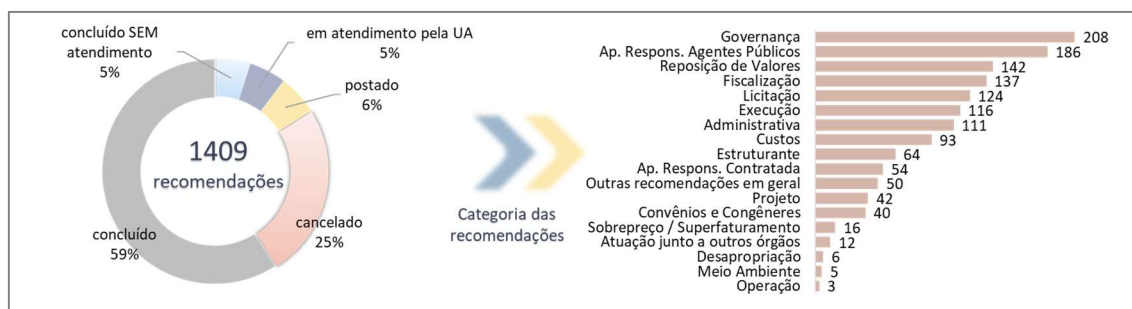 concluído SEM
atendimento
5%
em atendimento pela UA
5%
postado
6%
1409
recomendações
cancelado
25%
concluído
59%
Categoria das
recomendações
Governança 208
Ap. Respons. Agentes Públicos 186
Reposição de Valores 142
Fiscalização 137
Licitação 124
Execução 116
Administrativa 111
Custos 93
Estruturante 64
Ap. Respons. Contratada 54
Outras recomendações em geral 50
Projeto 42
Convênios e Congêneres 40
Sobrepreço / Superfaturamento 16
Atuação junto a outros órgãos 12
Desapropriação 6
Meio Ambiente 5
Operação 3